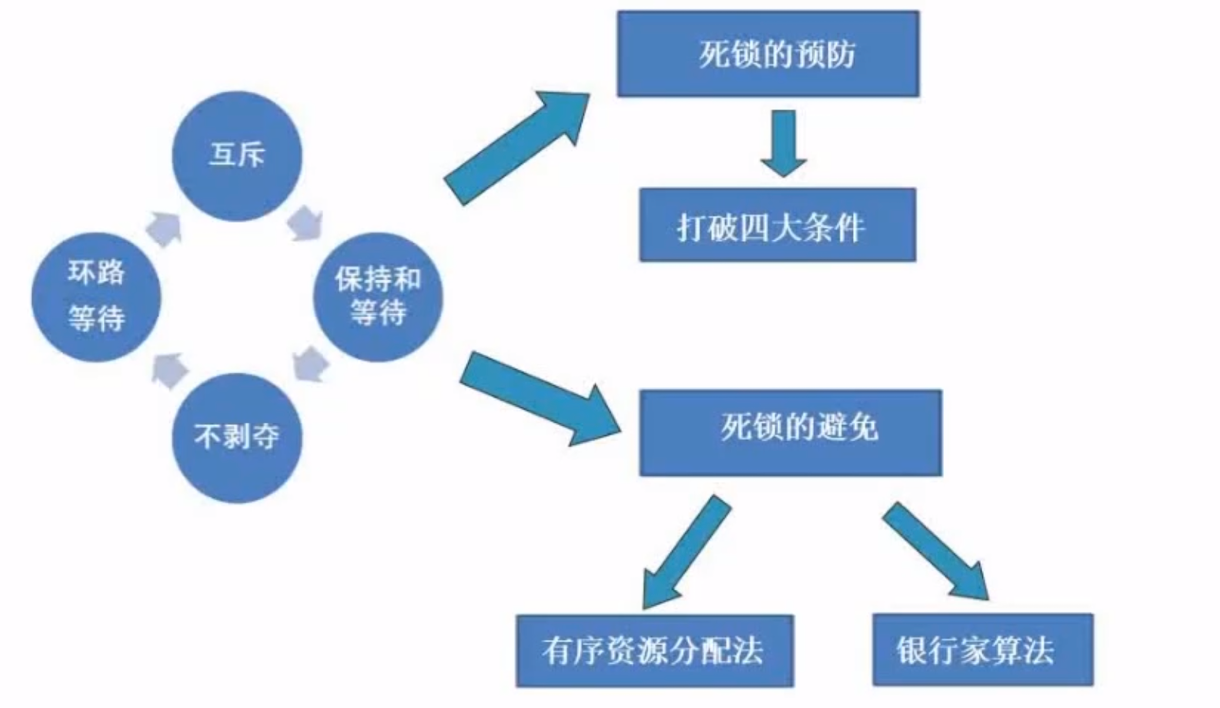 互斥
保持和
等待
不剥夺
环路
等待
死锁的预防
打破四大条件
死锁的避免
有序资源分配法
银行家算法